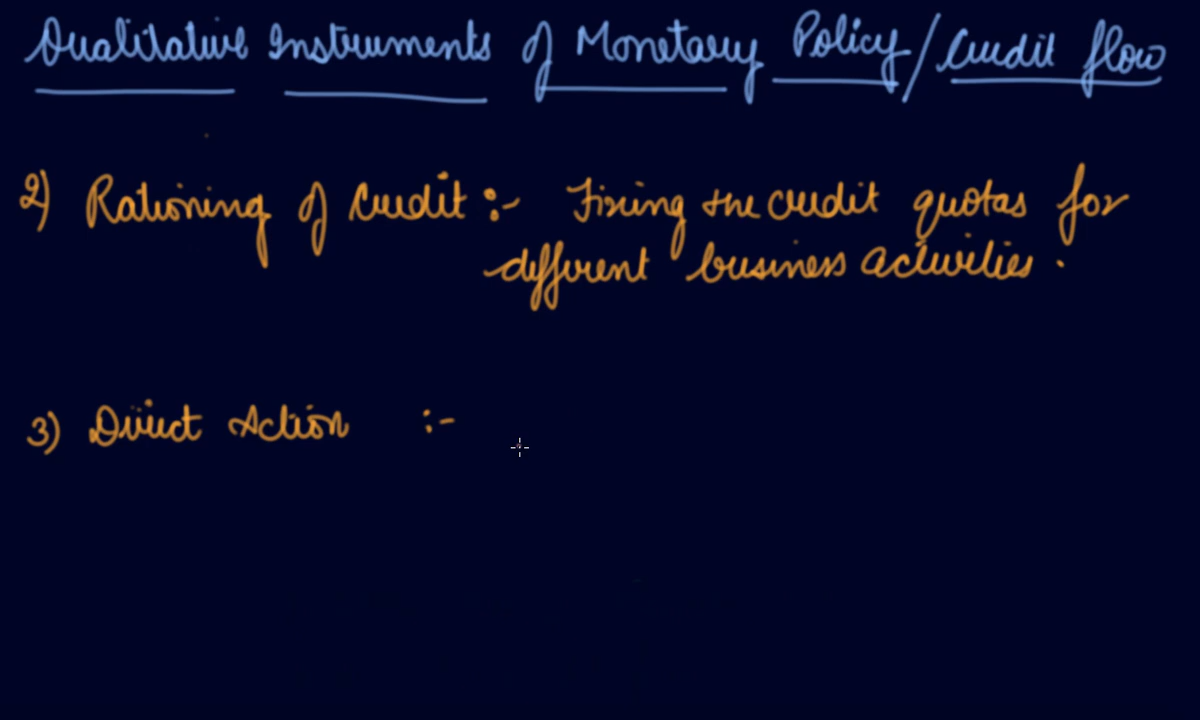 Qualitative Instruments of Monetary Policy/Credit flow
2) Rationing of Credit :- Fixing the credit quotas for
different business activities.
3) Direct Action :-